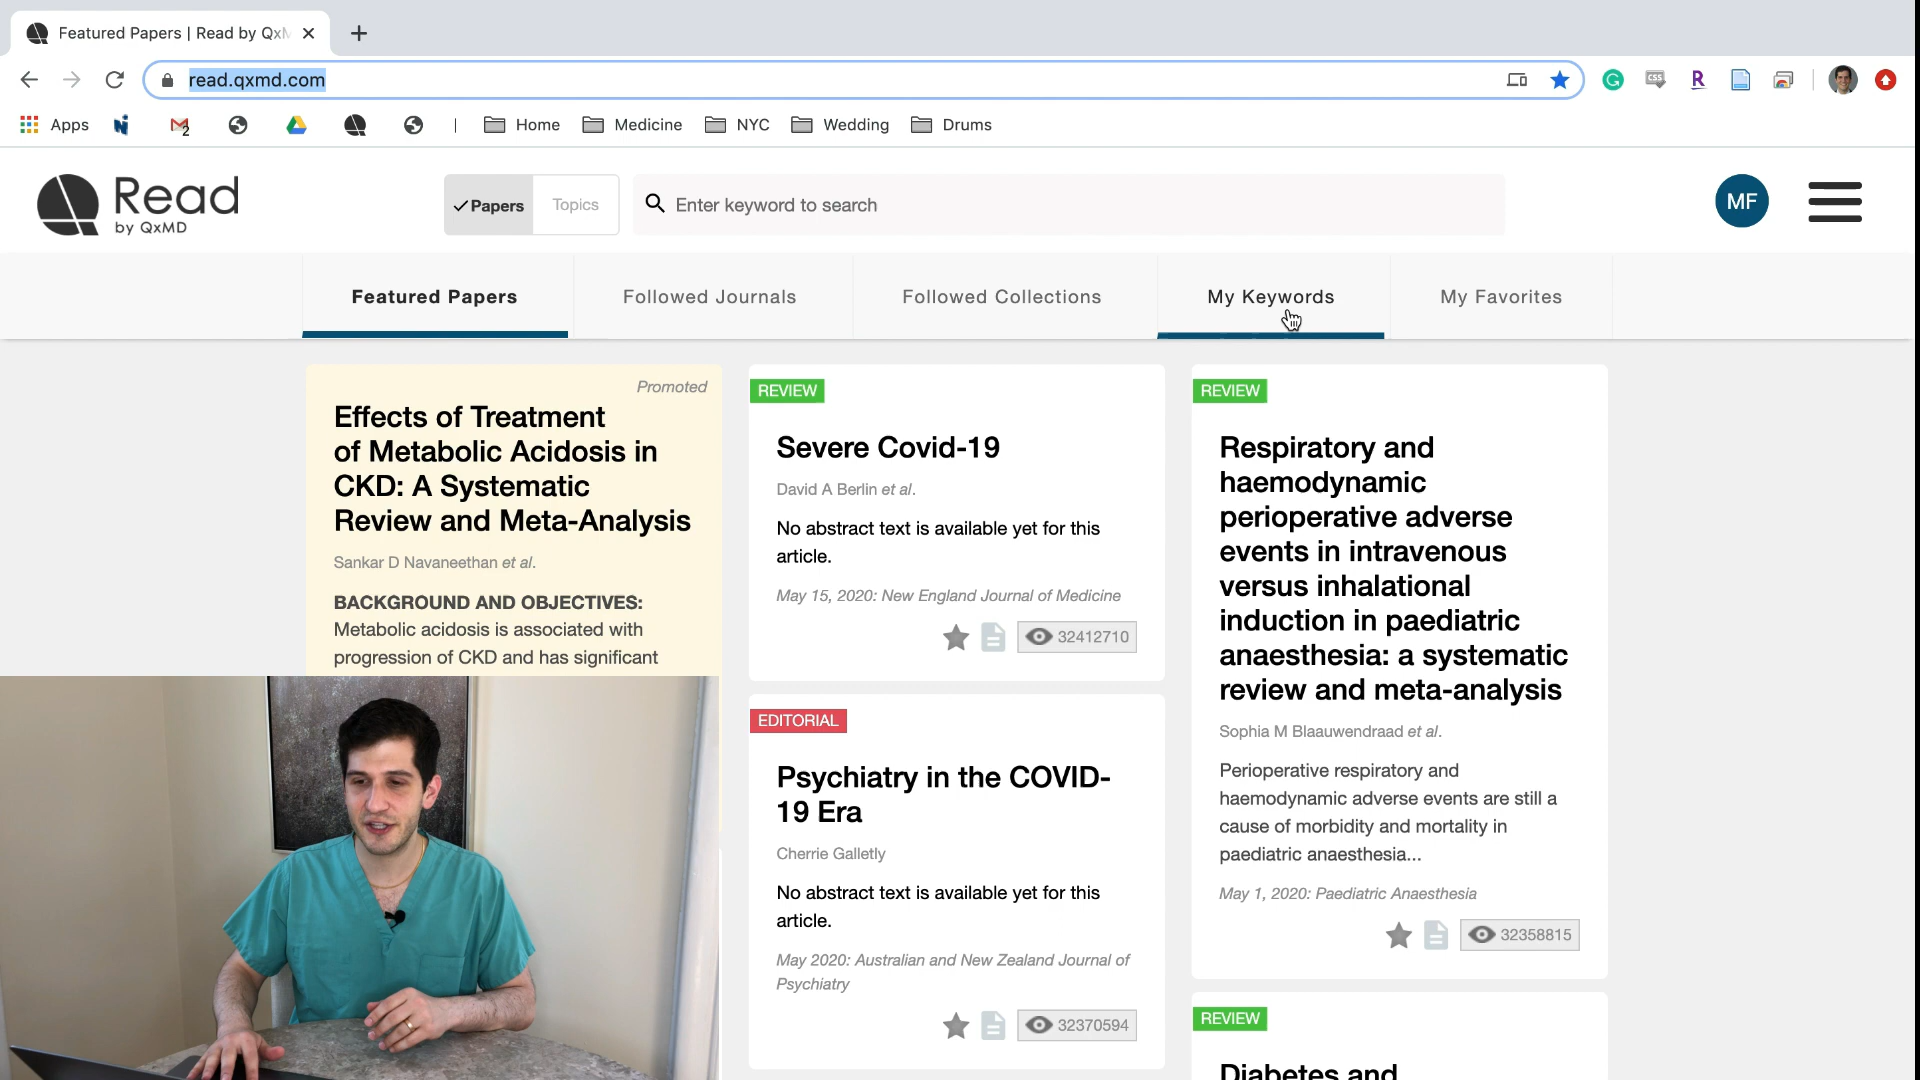 Featured Papers | Read by QxM
read.qxmd.com
CSS
R
Apps
2
Home
Medicine
NYC
Wedding
Drums
Read
by QxMD
Papers
Topics
Enter keyword to search
MF
Featured Papers
Followed Journals
Followed Collections
My Keywords
My Favorites
Promoted
Effects of Treatment
of Metabolic Acidosis in
CKD: A Systematic
Review and Meta-Analysis
Sankar D Navaneethan et al.
BACKGROUND AND OBJECTIVES:
Metabolic acidosis is associated with
progression of CKD and has significant
REVIEW
Severe Covid-19
David A Berlin et al.
No abstract text is available yet for this
article.
May 15, 2020: New England Journal of Medicine
32412710
EDITORIAL
Psychiatry in the COVID-
19 Era
Cherrie Galletly
No abstract text is available yet for this
article.
May 2020: Australian and New Zealand Journal of
Psychiatry
32370594
REVIEW
Respiratory and
haemodynamic
perioperative adverse
events in intravenous
versus inhalational
induction in paediatric
anaesthesia: a systematic
review and meta-analysis
Sophia M Blaauwendraad et al.
Perioperative respiratory and
haemodynamic adverse events are still a
cause of morbidity and mortality in
paediatric anaesthesia...
May 1, 2020: Paediatric Anaesthesia
32358815
REVIEW
Diabetes and